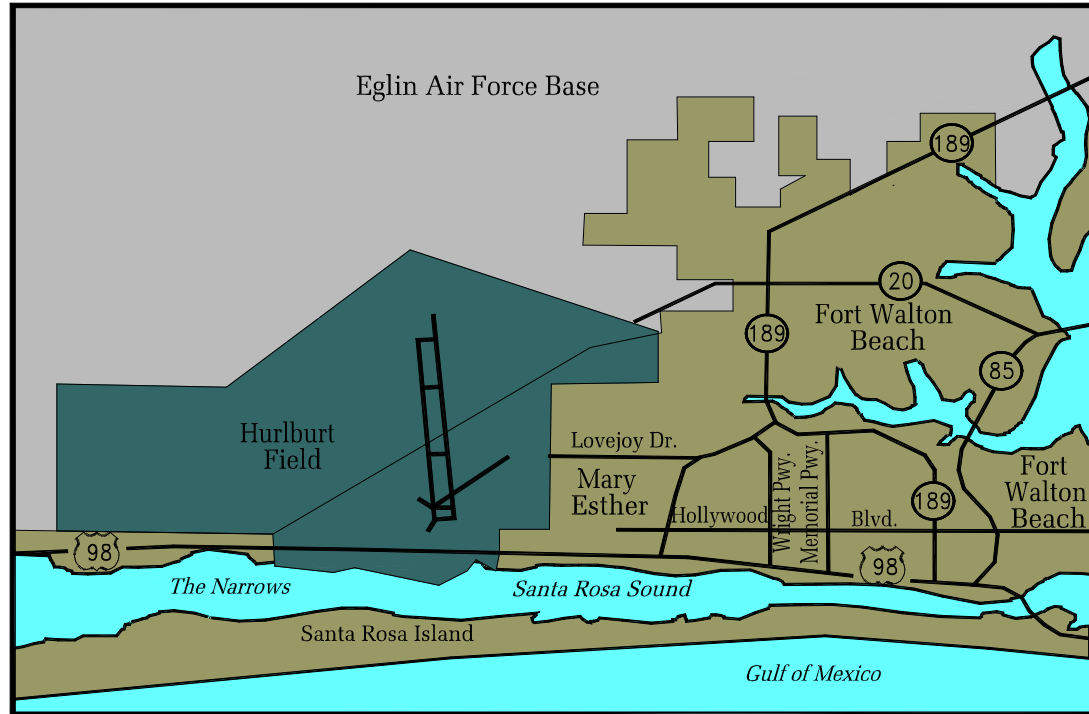 Eglin Air Force Base
189
20
189
Fort Walton
Beach
85
Hurlburt
Field
Lovejoy Dr.
Mary
Esther
Wright Pwy.
Memorial Pwy.
Fort
Walton
Beach
189
Hollywood
Blvd.
98
98
The Narrows
Santa Rosa Sound
Santa Rosa Island
Gulf of Mexico